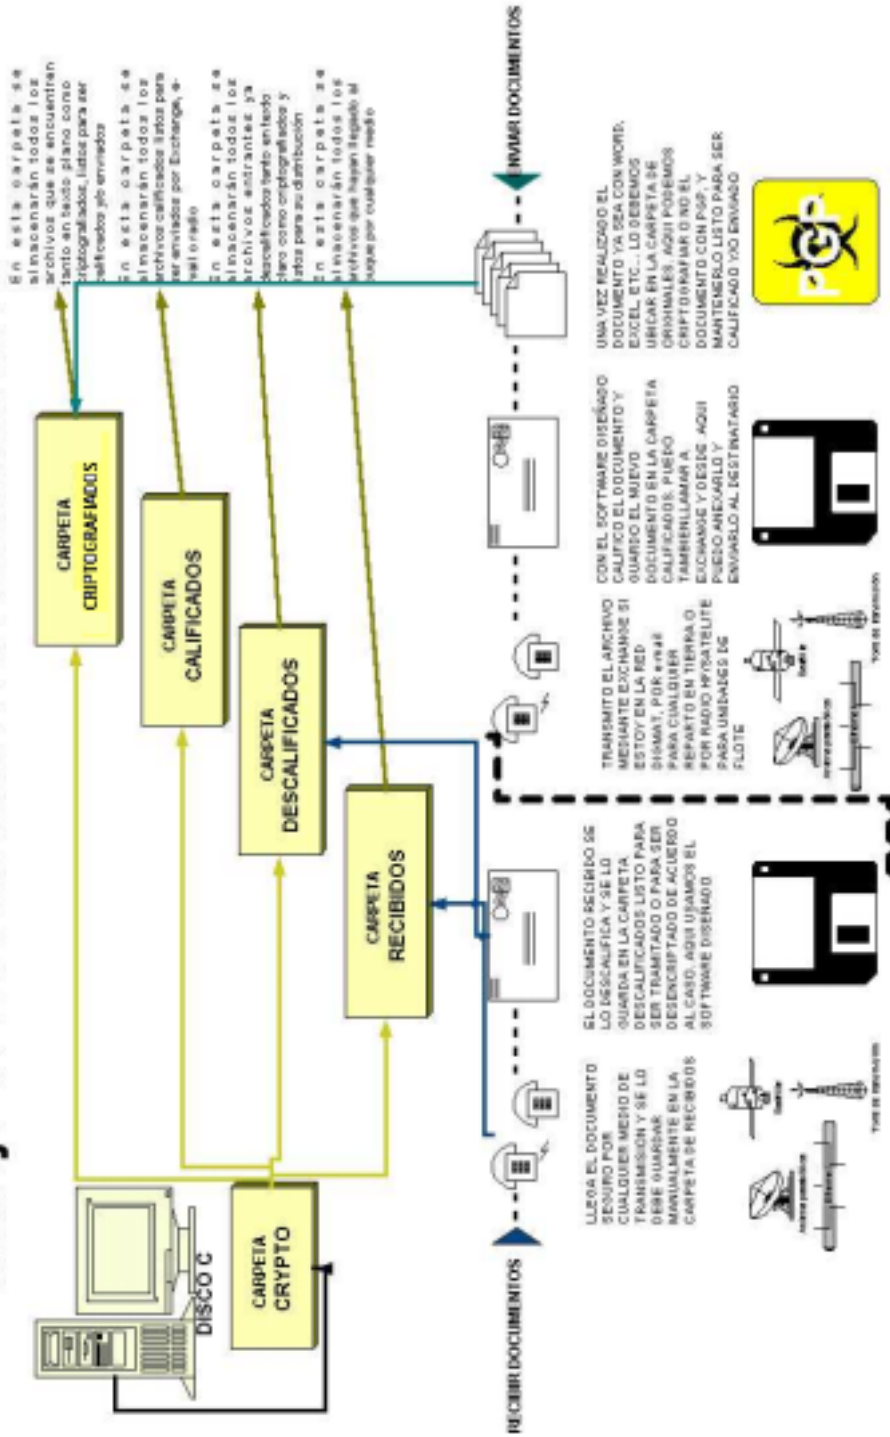 En esta carpeta se
almacenarán todos los
archivos que se encuentran
tanto en texto plano como
criptografiados, listos para ser
calificados y/o enviados
En esta carpeta se
almacenarán todos los
archivos calificados listos para
ser enviados por Exchange, e-
mail o radio
En esta carpeta se
almacenarán todos los
archivos entrantes ya
descalificados tanto en texto
claro como criptografiados y
listos para su distribución
En esta carpeta se
almacenarán todos los
archivos que hayan llegado al
buque por cualquier medio
CARPETA
CRIPTOGRAFIADOS
CARPETA
CALIFICADOS
CARPETA
DESCALIFICADOS
CARPETA
RECIBIDOS
DISCO C
CARPETA
CRYPTO
RECIBIR DOCUMENTOS
ENVIAR DOCUMENTOS
LLEGA EL DOCUMENTO
SEGURO POR
CUALQUIER MEDIO DE
TRANSMISION Y SE LO
DEBE GUARDAR
MANUALMENTE EN LA
CARPETA DE RECIBIDOS
EL DOCUMENTO RECIBIDO SE
LO DESCALIFICA Y SE LO
GUARDA EN LA CARPETA
DESCALIFICADOS LISTO PARA
SER TRAMITADO O PARA SER
DESENCRIPTADO DE ACUERDO
AL CASO. AQUI USAMOS EL
SOFTWARE DISEÑADO
TRANSMITO EL ARCHIVO
MEDIANTE EXCHANGE SI
ESTOY EN LA RED
DIGMAT, POR e-mail
PARA CUALQUIER
REPARTO EN TIERRA O
POR RADIO HF/SATELITE
PARA UNIDADES DE
FLOTE
CON EL SOFTWARE DISEÑADO
CALIFICO EL DOCUMENTO Y
GUARDO EL NUEVO
DOCUMENTO EN LA CARPETA
CALIFICADOS. PUEDO
TAMBIEN LLAMAR A
EXCHANGE Y DESDE AQUI
PUEDO ANEXARLO Y
ENVIARLO AL DESTINATARIO
UNA VEZ REALIZADO EL
DOCUMENTO YA SEA CON WORD,
EXCEL, ETC... LO DEBEMOS
UBICAR EN LA CARPETA DE
ORIGINALES. AQUI PODEMOS
CRIPTOGRAFIAR O NO EL
DOCUMENTO CON PGP, Y
MANTENERLO LISTO PARA SER
CALIFICADO Y/O ENVIADO
PGP